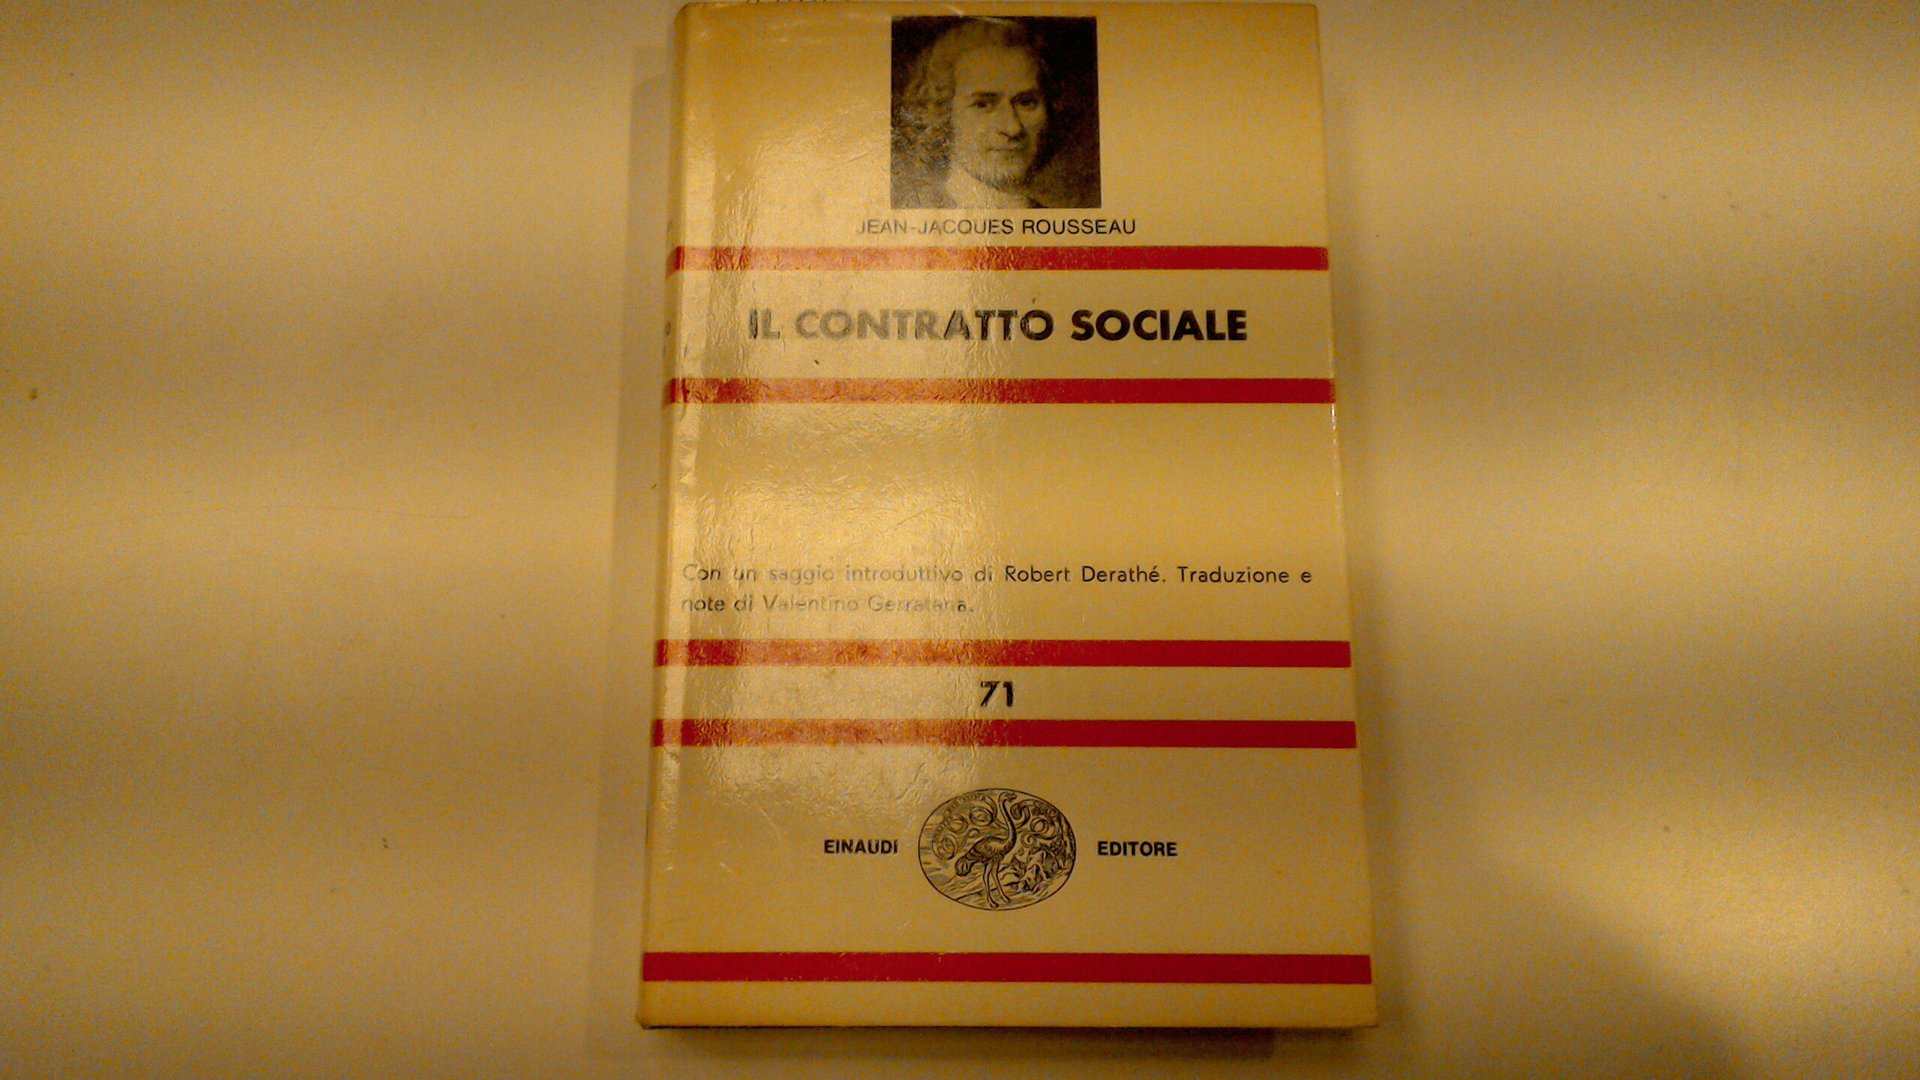 JEAN-JACQUES ROUSSEAU
IL CONTRATTO SOCIALE
Con un saggio introduttivo di Robert Derathé. Traduzione e
note di Valentino Gerratana.
71
EINAUDI EDITORE